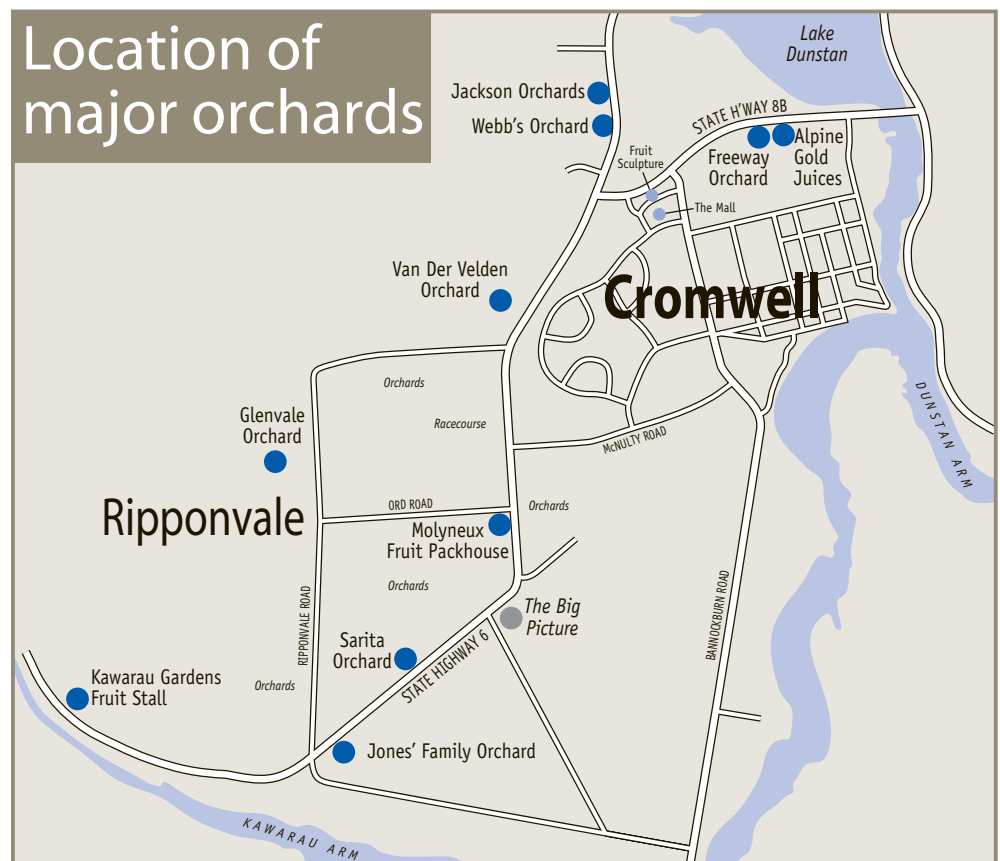 Location of
major orchards
Lake
Dunstan
Jackson Orchards
Webb's Orchard
STATE H'WAY 8B
Freeway
Orchard
Alpine
Gold
Juices
Fruit
Sculpture
The Mall
Van Der Velden
Orchard
Cromwell
Orchards
Racecourse
Glenvale
Orchard
McNULTY ROAD
DUNSTAN ARM
Ripponvale
ORD ROAD
Orchards
Molyneux
Fruit Packhouse
Orchards
RIPPONVALE ROAD
The Big
Picture
BANNOCKBURN ROAD
Sarita
Orchard
STATE HIGHWAY 6
Kawarau Gardens
Fruit Stall
Orchards
Jones' Family Orchard
KAWARAU ARM